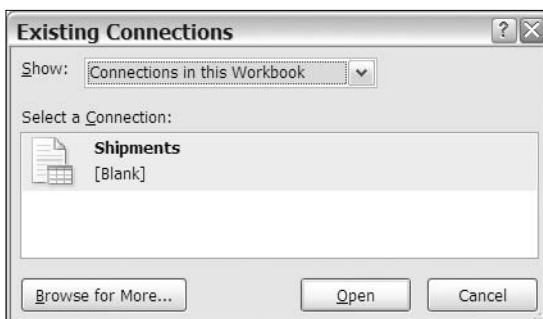 Existing Connections
Show: Connections in this Workbook
Select a Connection:
Shipments
[Blank]
Browse for More... Open Cancel